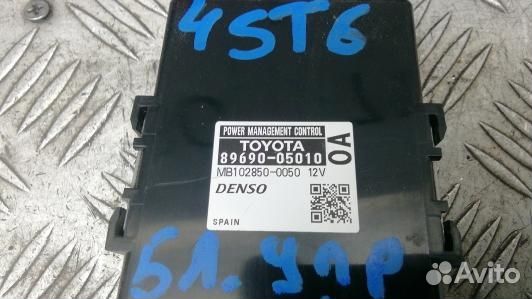 4ST6
POWER MANAGEMENT CONTROL
TOYOTA
89690-05010
0A
MB102850-0050 12V
DENSO
SPAIN
БЛ. УПР
Avito